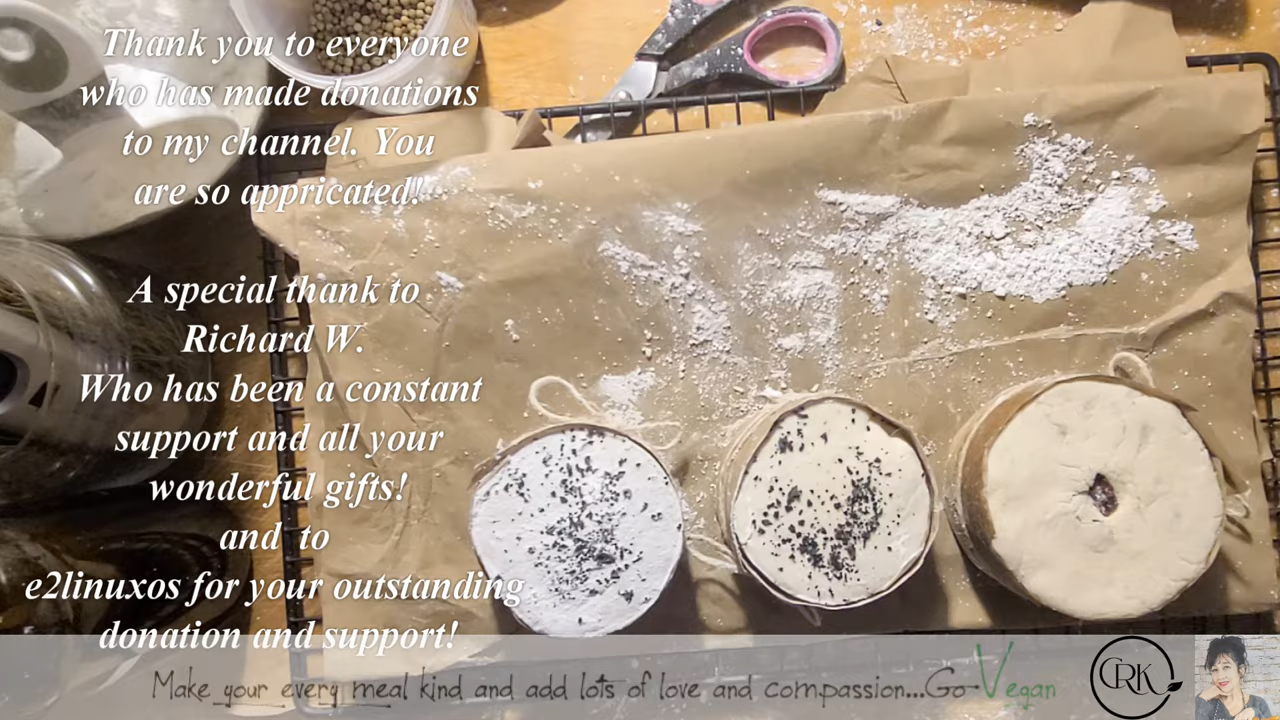 Thank you to everyone
who has made donations
to my channel. You
are so appricated!
A special thank to
Richard W.
Who has been a constant
support and all your
wonderful gifts!
and to
e2linuxos for your outstanding
donation and support!
Make your every meal kind and add lots of love and compassion...Go Vegan
CRK